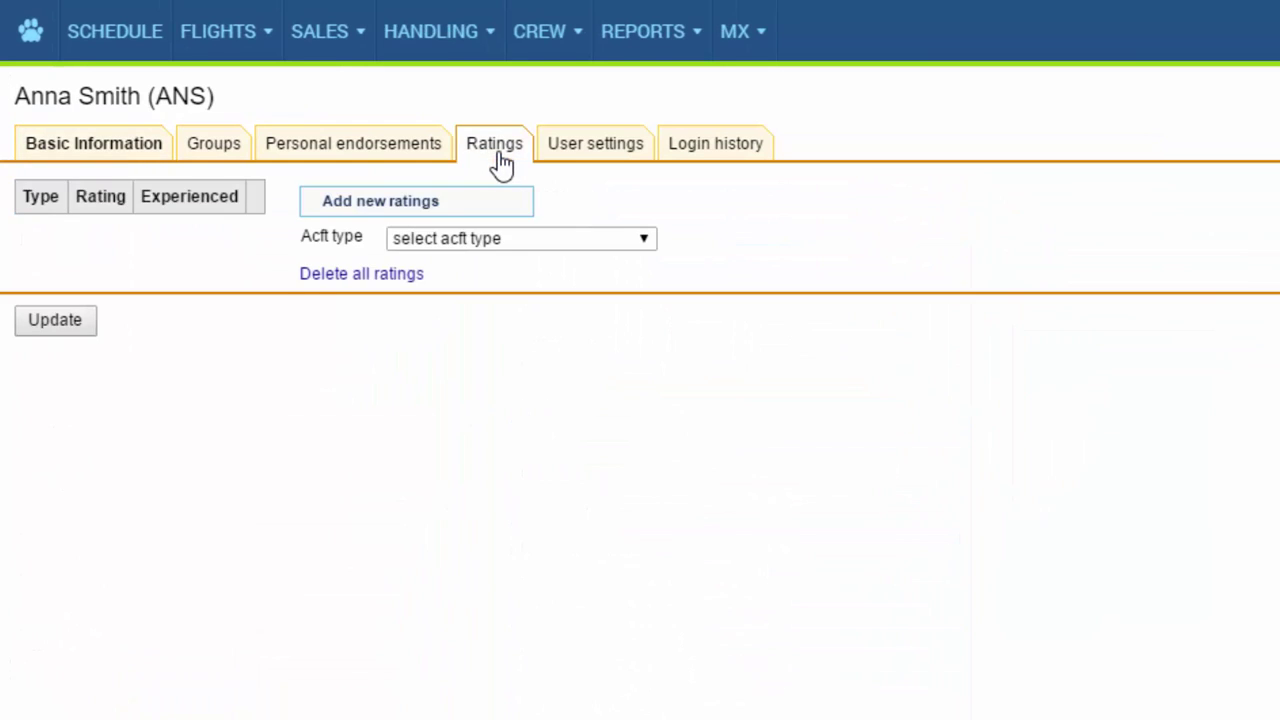 SCHEDULE FLIGHTS SALES HANDLING CREW REPORTS MX
Anna Smith (ANS)
Basic Information Groups Personal endorsements Ratings User settings Login history
Type Rating Experienced
Add new ratings
Acft type select acft type
Delete all ratings
Update